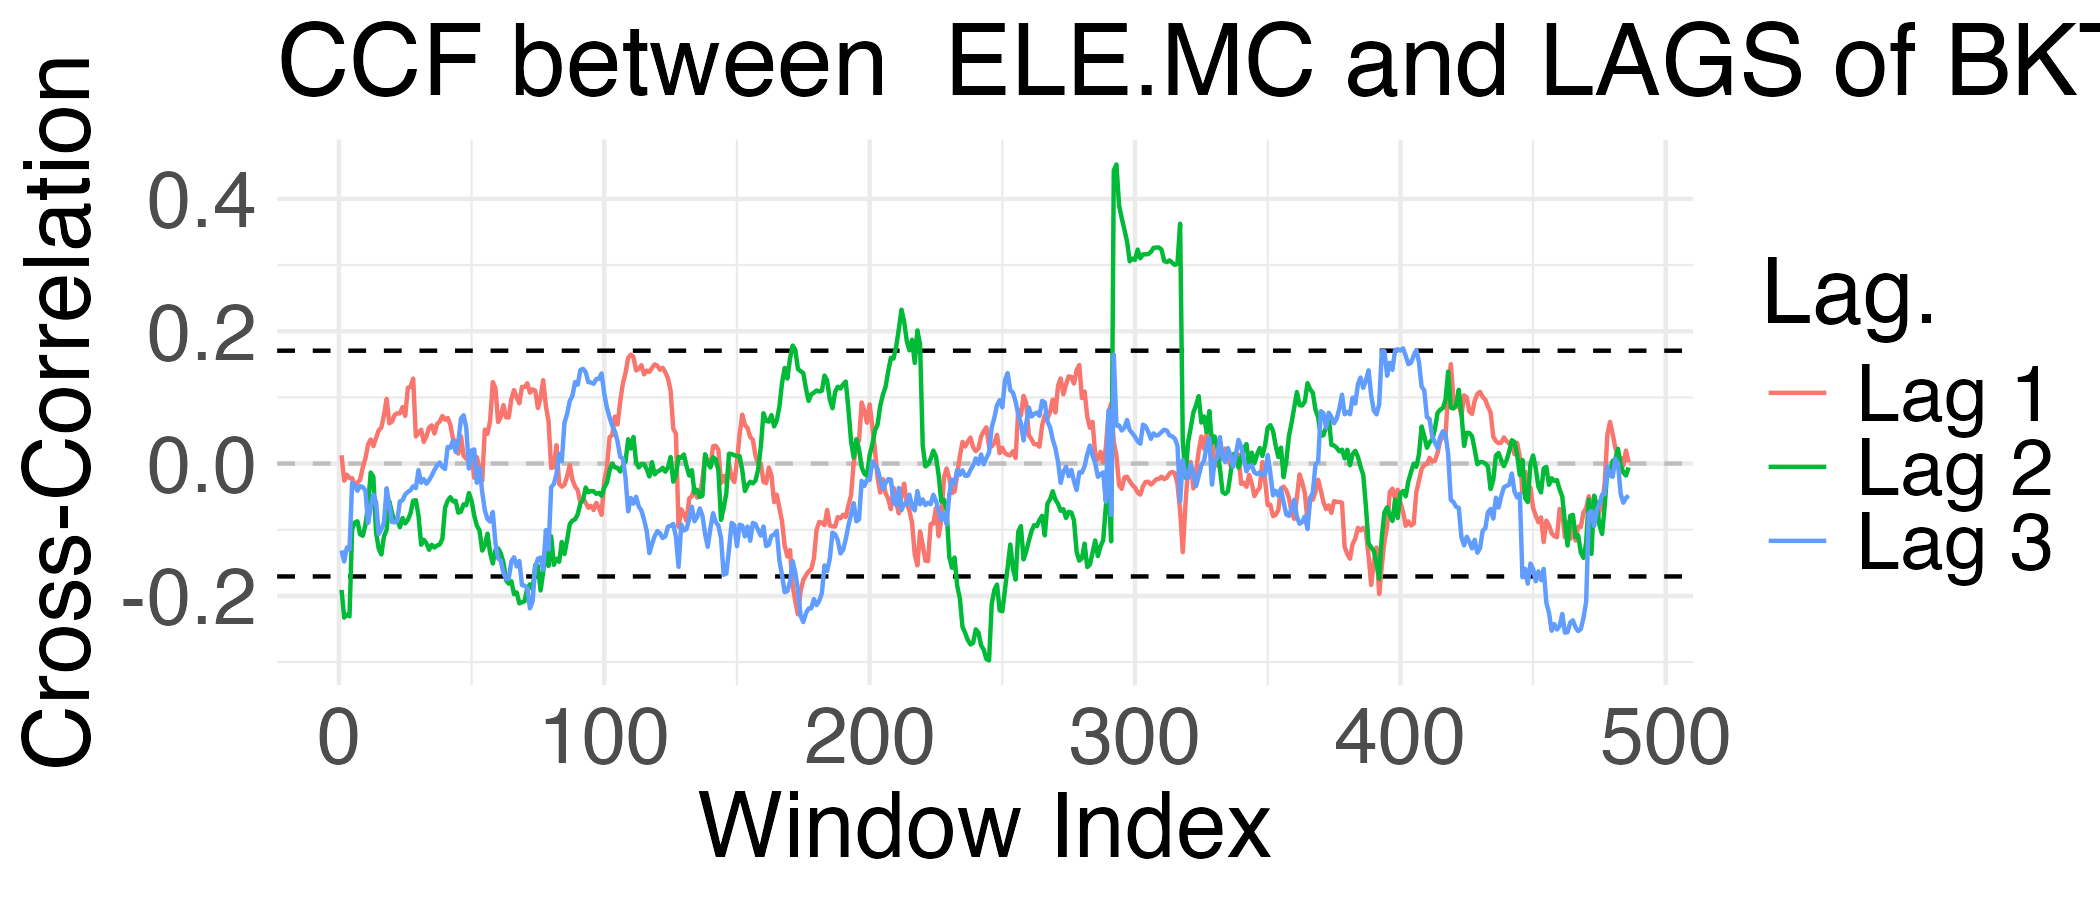 CCF between ELE.MC and LAGS of BKT
Cross-Correlation
0.4
0.2
0.0
-0.2
0 100 200 300 400 500
Window Index
Lag.
Lag 1
Lag 2
Lag 3